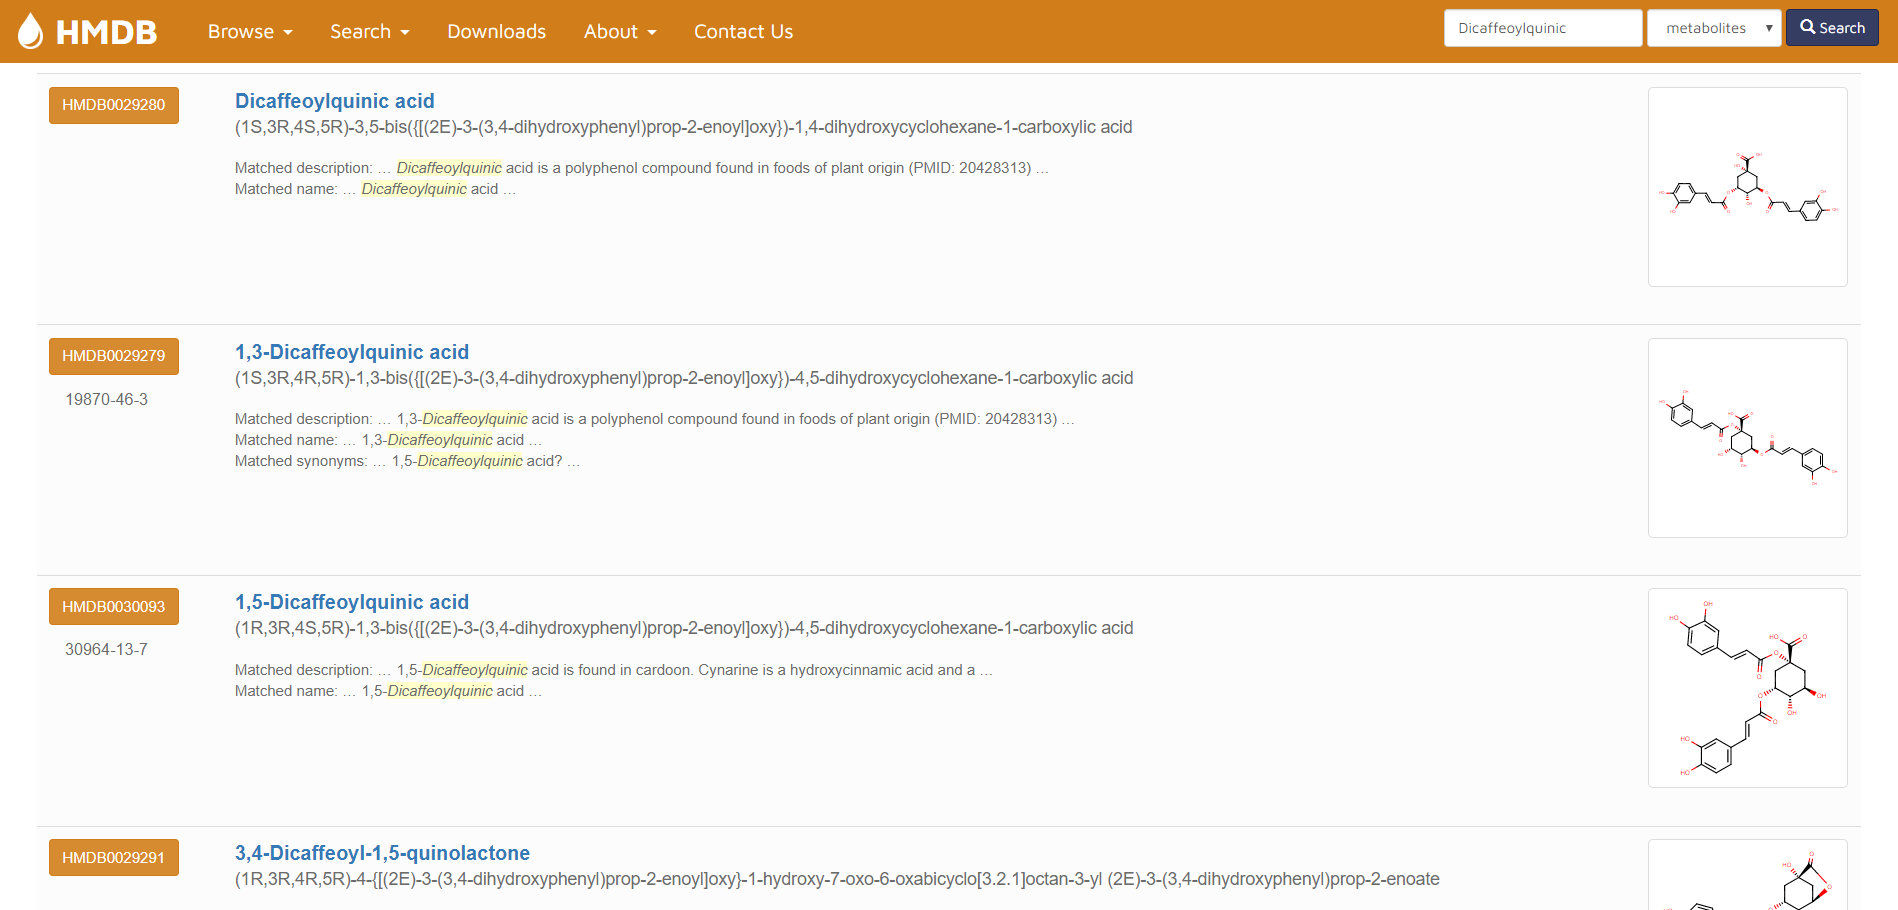 HMDB Browse Search Downloads About Contact Us Dicaffeoylquinic metabolites Search
HMDB0029280 Dicaffeoylquinic acid
(1S,3R,4S,5R)-3,5-bis({[(2E)-3-(3,4-dihydroxyphenyl)prop-2-enoyl]oxy})-1,4-dihydroxycyclohexane-1-carboxylic acid
Matched description: … Dicaffeoylquinic acid is a polyphenol compound found in foods of plant origin (PMID: 20428313) …
Matched name: … Dicaffeoylquinic acid …
HMDB0029279 1,3-Dicaffeoylquinic acid
(1S,3R,4R,5R)-1,3-bis({[(2E)-3-(3,4-dihydroxyphenyl)prop-2-enoyl]oxy})-4,5-dihydroxycyclohexane-1-carboxylic acid
19870-46-3
Matched description: … 1,3-Dicaffeoylquinic acid is a polyphenol compound found in foods of plant origin (PMID: 20428313) …
Matched name: … 1,3-Dicaffeoylquinic acid …
Matched synonyms: … 1,5-Dicaffeoylquinic acid? …
HMDB0030093 1,5-Dicaffeoylquinic acid
(1R,3R,4S,5R)-1,3-bis({[(2E)-3-(3,4-dihydroxyphenyl)prop-2-enoyl]oxy})-4,5-dihydroxycyclohexane-1-carboxylic acid
30964-13-7
Matched description: … 1,5-Dicaffeoylquinic acid is found in cardoon. Cynarine is a hydroxycinnamic acid and a …
Matched name: … 1,5-Dicaffeoylquinic acid …
HMDB0029291 3,4-Dicaffeoyl-1,5-quinolactone
(1R,3R,4R,5R)-4-{[(2E)-3-(3,4-dihydroxyphenyl)prop-2-enoyl]oxy}-1-hydroxy-7-oxo-6-oxabicyclo[3.2.1]octan-3-yl (2E)-3-(3,4-dihydroxyphenyl)prop-2-enoate